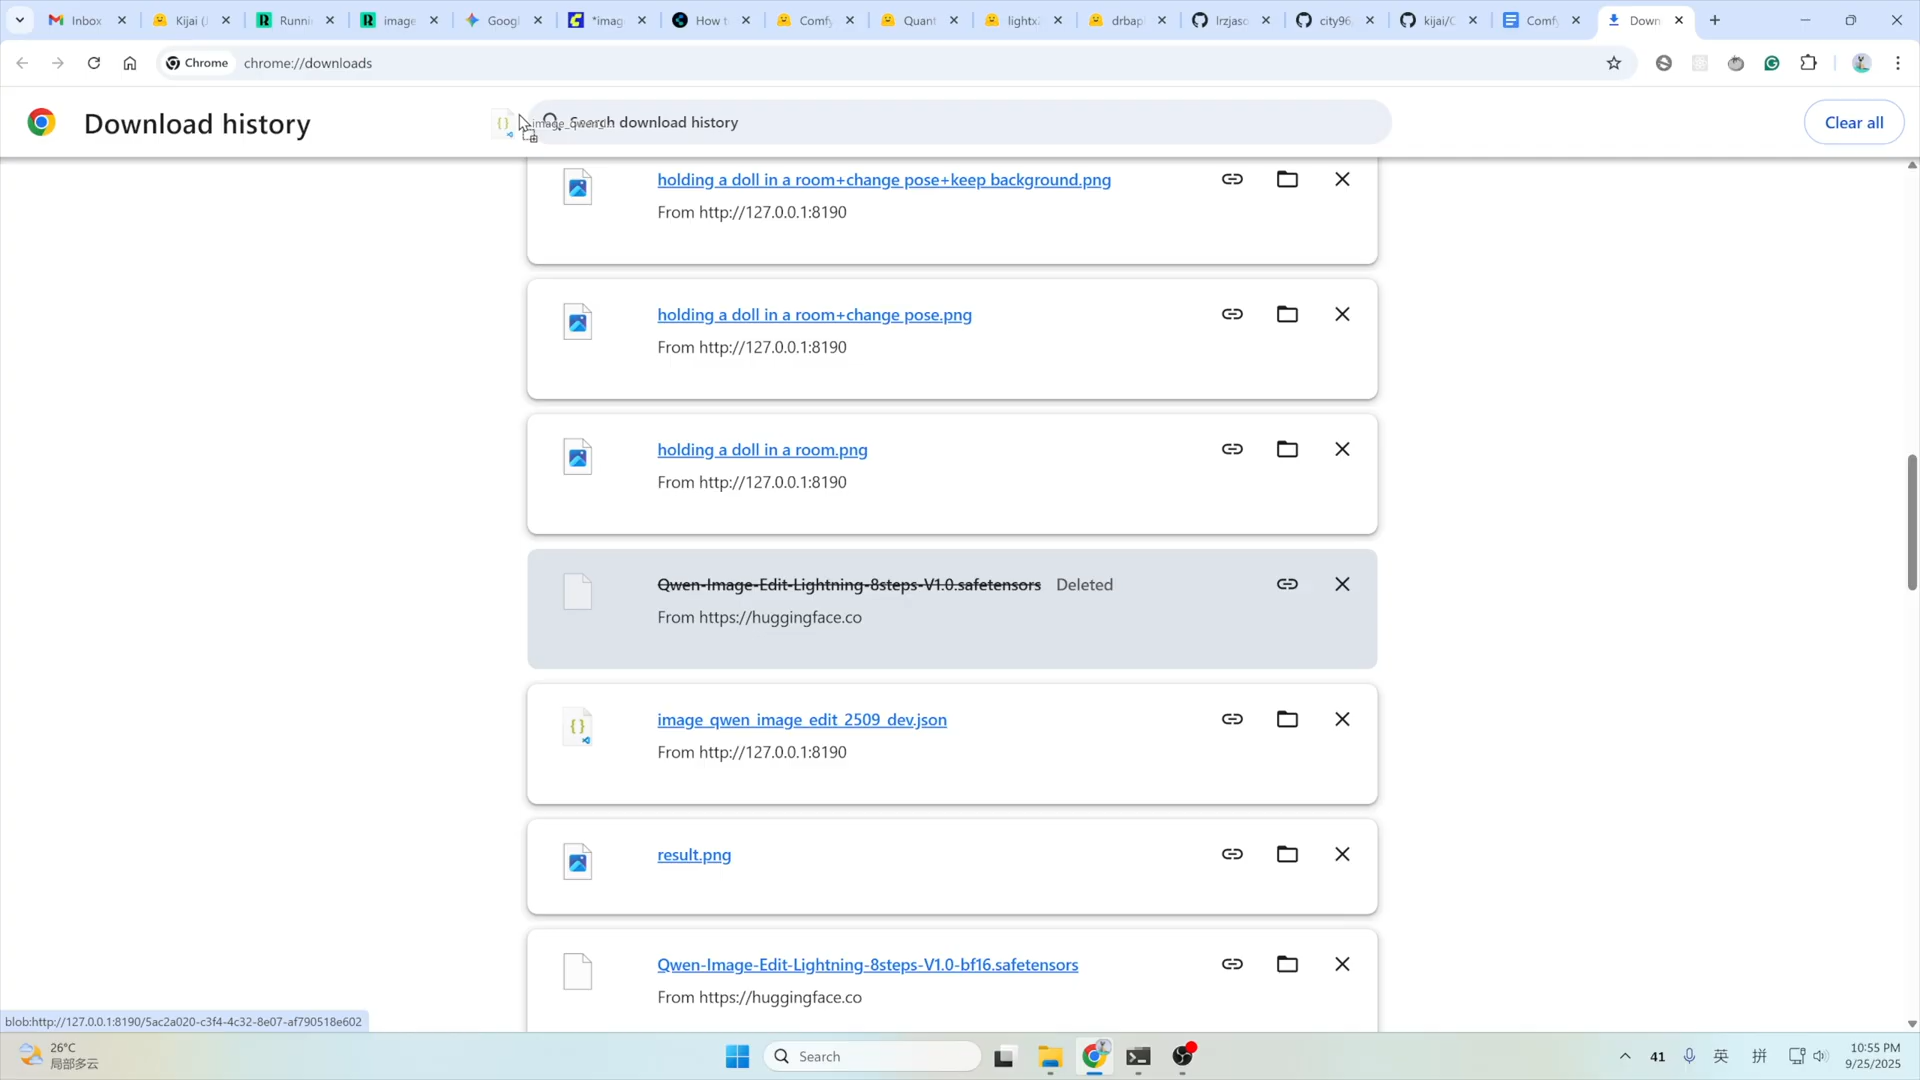 Inbox
Kijai (J
Runni
image
Googl
*imag
How t
Comfy
Quant
lightx2
drbap
lrzjaso
city96
kijai/C
Comfy
Down
Chrome
chrome://downloads
Download history
Search download history
Clear all
holding a doll in a room+change pose+keep background.png
From http://127.0.0.1:8190
holding a doll in a room+change pose.png
From http://127.0.0.1:8190
holding a doll in a room.png
From http://127.0.0.1:8190
Qwen-Image-Edit-Lightning-8steps-V1.0.safetensors Deleted
From https://huggingface.co
image_qwen_image_edit_2509_dev.json
From http://127.0.0.1:8190
result.png
Qwen-Image-Edit-Lightning-8steps-V1.0-bf16.safetensors
From https://huggingface.co
blob:http://127.0.0.1:8190/5ac2a020-c3f4-4c32-8e07-af790518e602
26°C
局部多云
Search
41
英
拼
10:55 PM
9/25/2025